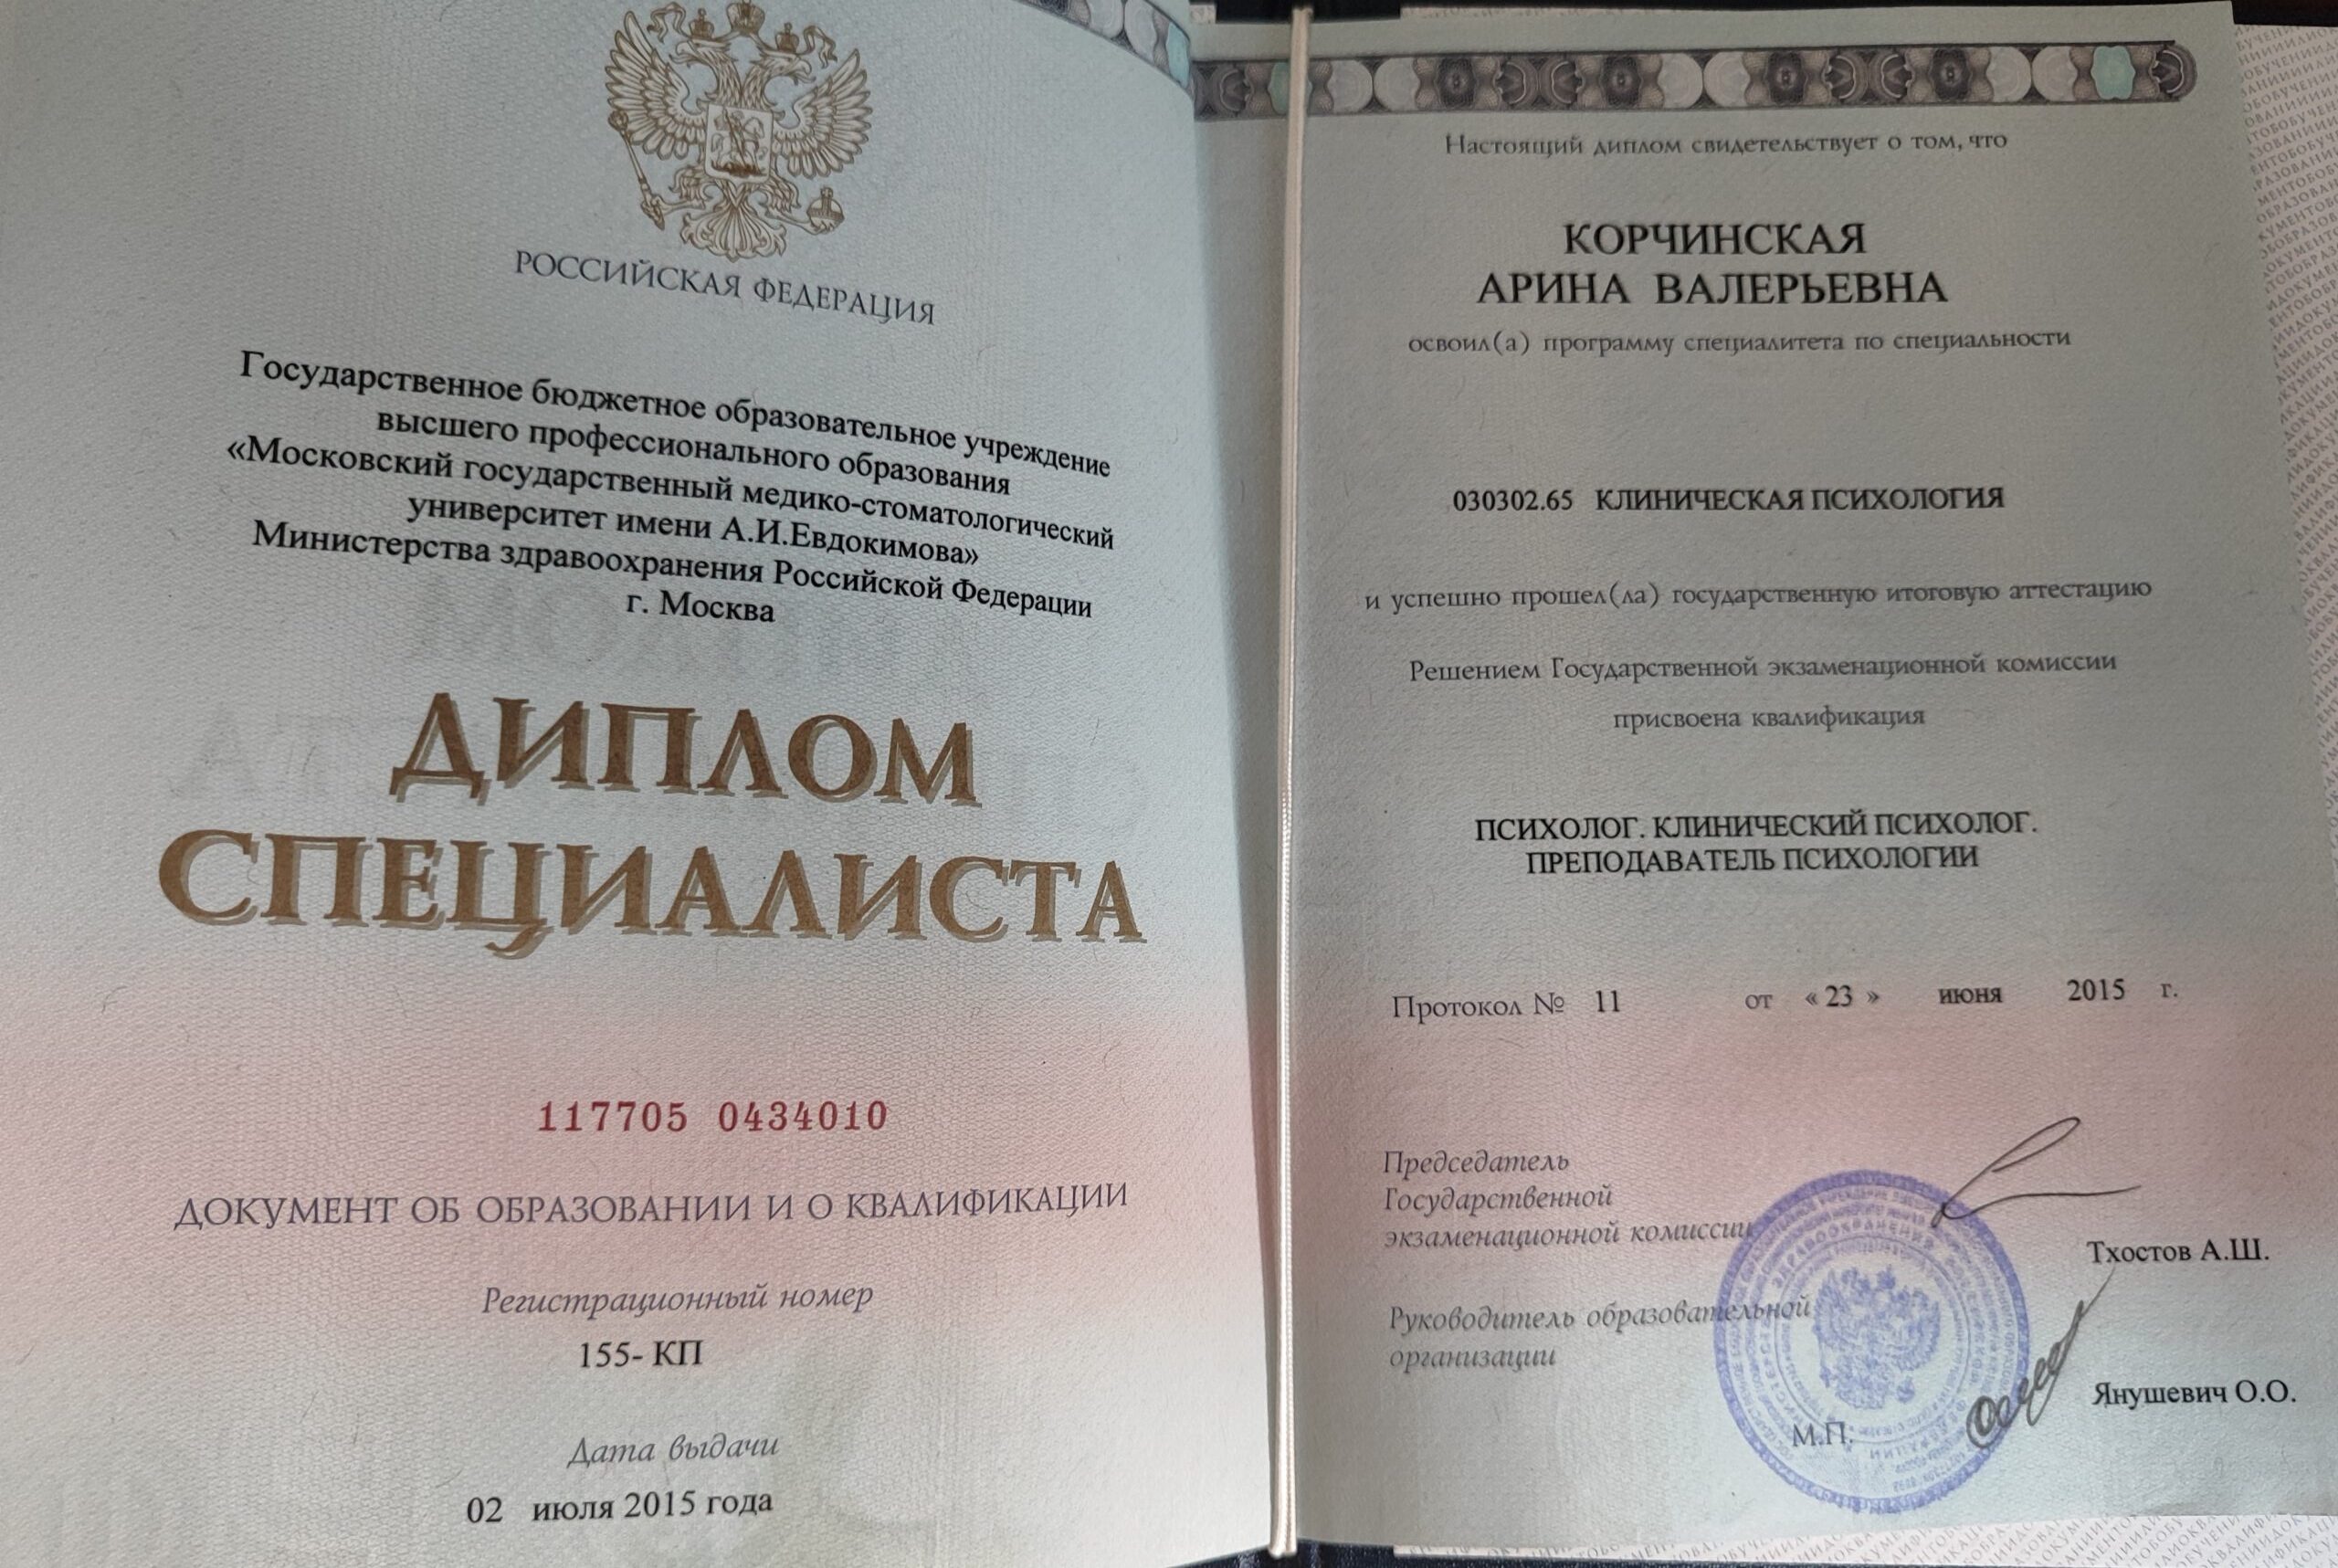 РОССИЙСКАЯ ФЕДЕРАЦИЯ
Государственное бюджетное образовательное учреждение
высшего профессионального образования
«Московский государственный медико-стоматологический
университет имени А.И.Евдокимова»
Министерства здравоохранения Российской Федерации
г. Москва
ДИПЛОМ
СПЕЦИАЛИСТА
117705 0434010
ДОКУМЕНТ ОБ ОБРАЗОВАНИИ И О КВАЛИФИКАЦИИ
Регистрационный номер
155- КП
Дата выдачи
02 июля 2015 года
Настоящий диплом свидетельствует о том, что
КОРЧИНСКАЯ
АРИНА ВАЛЕРЬЕВНА
освоил(а) программу специалитета по специальности
030302.65 КЛИНИЧЕСКАЯ ПСИХОЛОГИЯ
и успешно прошел(ла) государственную итоговую аттестацию
Решением Государственной экзаменационной комиссии
присвоена квалификация
ПСИХОЛОГ. КЛИНИЧЕСКИЙ ПСИХОЛОГ.
ПРЕПОДАВАТЕЛЬ ПСИХОЛОГИИ
Протокол № 11 от « 23 » июня 2015 г.
Председатель
Государственной
экзаменационной комиссии
Тхостов А.Ш.
Руководитель образовательной
организации
Янушевич О.О.
М.П.